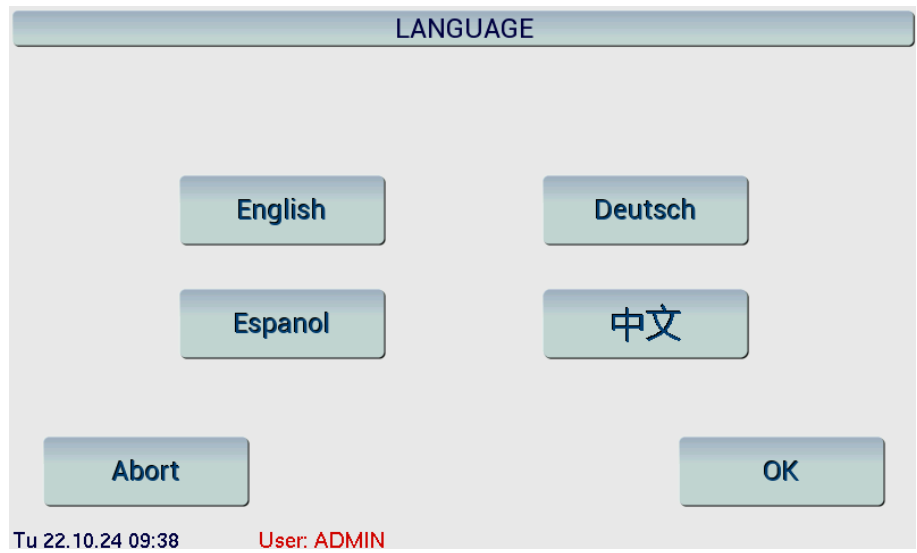 LANGUAGE
English Deutsch
Espanol 中文
Abort OK
Tu 22.10.24 09:38 User: ADMIN